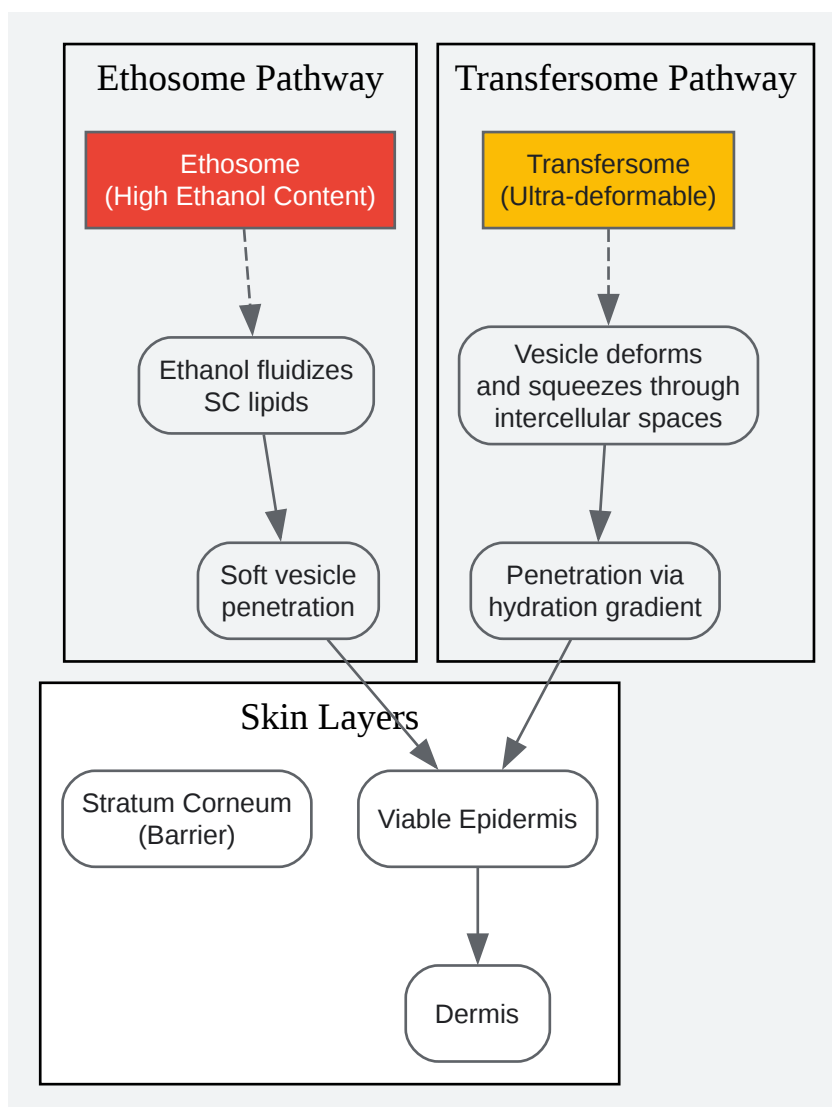 Ethosome Pathway
Ethosome
(High Ethanol Content)
Ethanol fluidizes
SC lipids
Soft vesicle
penetration
Transfersome Pathway
Transfersome
(Ultra-deformable)
Vesicle deforms
and squeezes through
intercellular spaces
Penetration via
hydration gradient
Skin Layers
Stratum Corneum
(Barrier)
Viable Epidermis
Dermis